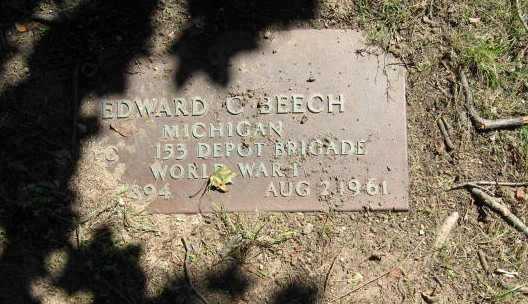 EDWARD C BEECH
MICHIGAN
153 DEPOT BRIGADE
WORLD WAR I
AUG 2 1961